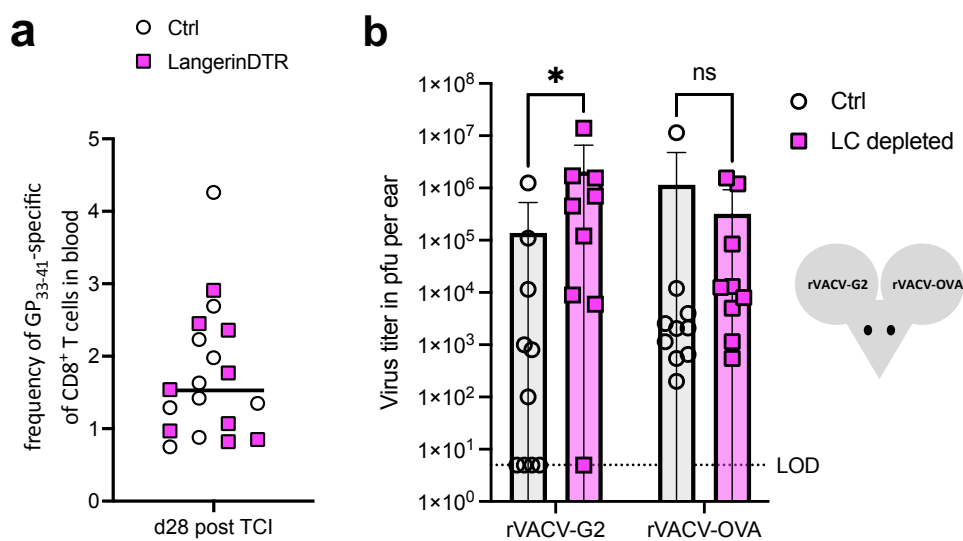 a
Ctrl
LangerinDTR
frequency of GP33-41-specific
of CD8+ T cells in blood
5
4
3
2
1
0
d28 post TCI
b
Ctrl
LC depleted
Virus titer in pfu per ear
1×10⁸
1×10⁷
1×10⁶
1×10⁵
1×10⁴
1×10³
1×10²
1×10¹
1×10⁰
*
ns
LOD
rVACV-G2
rVACV-OVA
rVACV-G2
rVACV-OVA